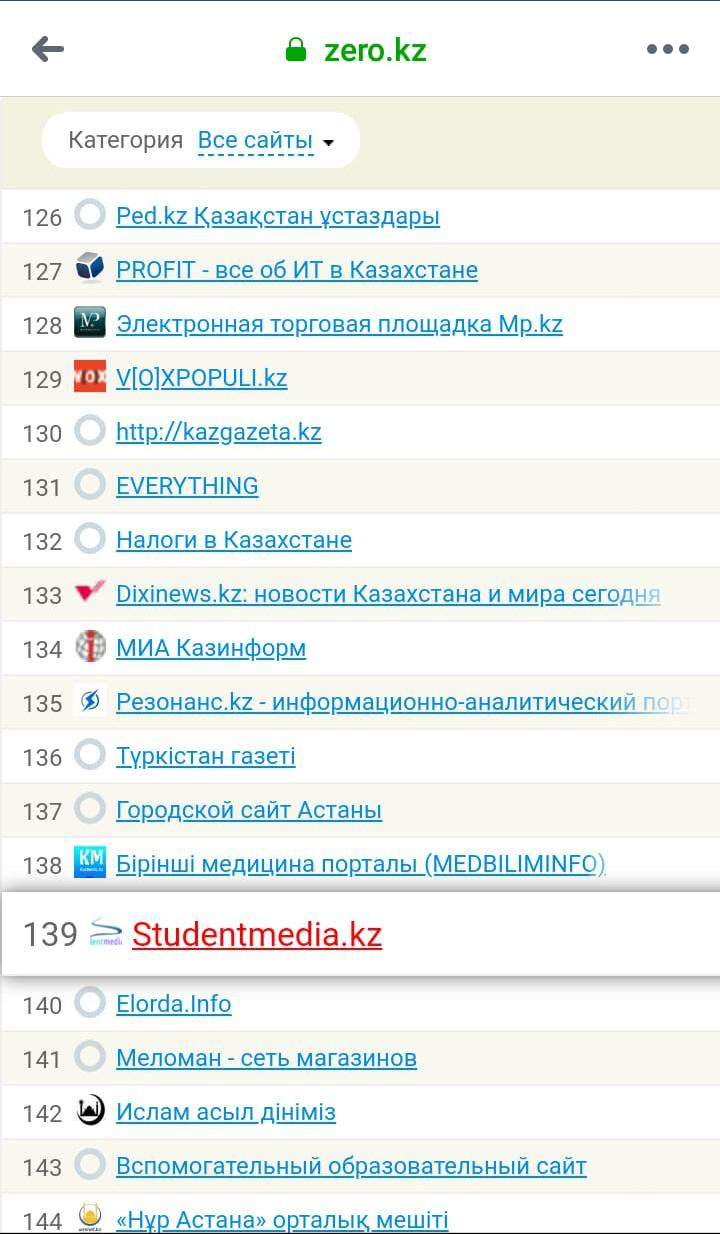 zero.kz
Категория Все сайты
126 Ped.kz Қазақстан ұстаздары
127 PROFIT - все об ИТ в Казахстане
128 MP Электронная торговая площадка Mp.kz
129 VOX V[O]XPOPULI.kz
130 http://kazgazeta.kz
131 EVERYTHING
132 Налоги в Казахстане
133 Dixinews.kz: новости Казахстана и мира сегодня
134 МИА Казинформ
135 Резонанс.kz - информационно-аналитический порт
136 Түркістан газеті
137 Городской сайт Астаны
138 KM Бірінші медицина порталы (MEDBILIMINFO)
139 Studentmedia.kz
140 Elorda.Info
141 Меломан - сеть магазинов
142 Ислам асыл дініміз
143 Вспомогательный образовательный сайт
144 «Нұр Астана» орталық мешіті